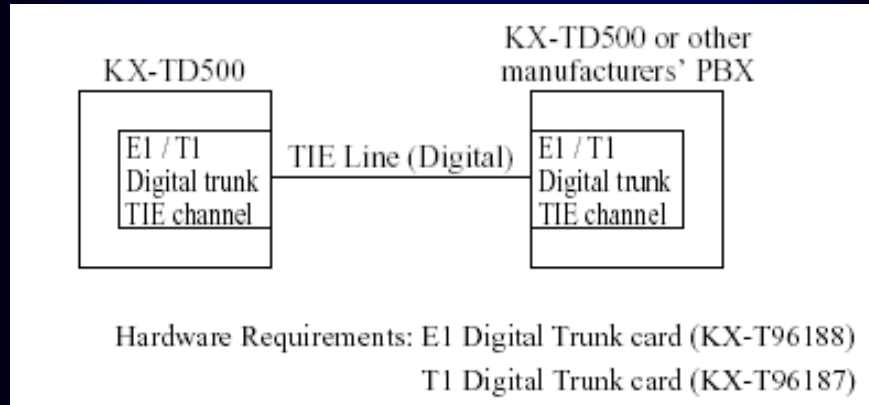 KX-TD500
KX-TD500 or other
manufacturers’ PBX
E1 / T1
Digital trunk
TIE channel
TIE Line (Digital)
E1 / T1
Digital trunk
TIE channel
Hardware Requirements: E1 Digital Trunk card (KX-T96188)
T1 Digital Trunk card (KX-T96187)